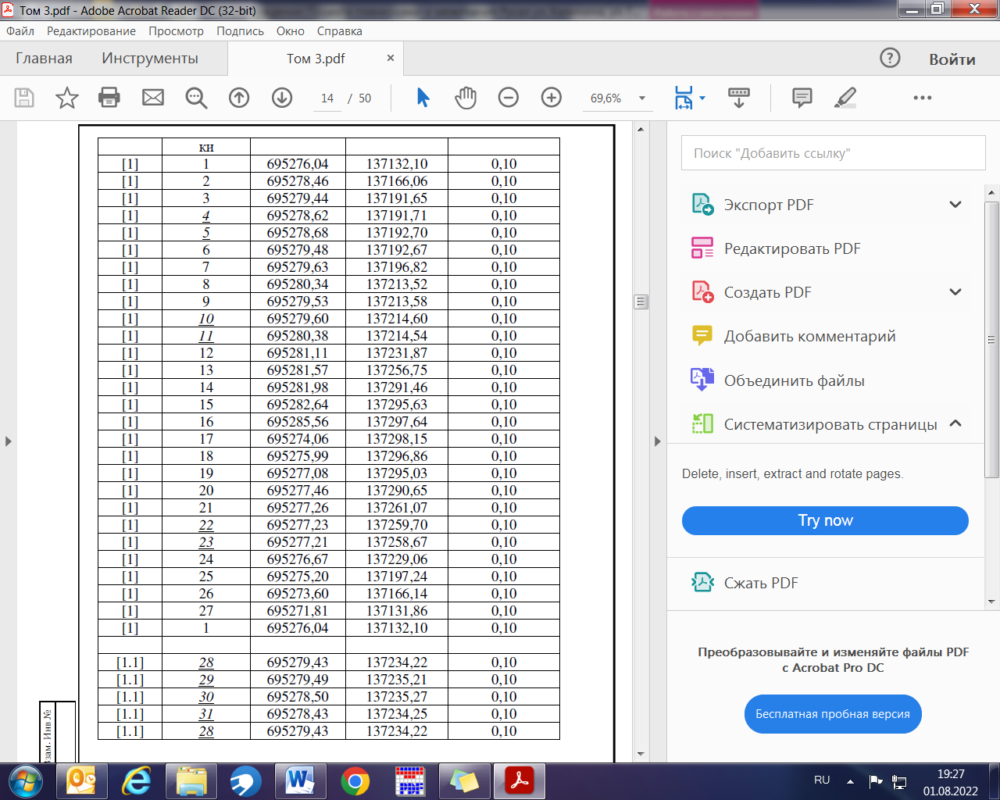 Том 3.pdf - Adobe Acrobat Reader DC (32-bit)
Файл Редактирование Просмотр Подпись Окно Справка
Главная Инструменты Том 3.pdf × Войти
14 / 50 69,6%
ки
[1] 1 695276,04 137132,10 0,10
[1] 2 695278,46 137166,06 0,10
[1] 3 695279,44 137191,65 0,10
[1] 4 695278,62 137191,71 0,10
[1] 5 695278,68 137192,70 0,10
[1] 6 695279,48 137192,67 0,10
[1] 7 695279,63 137196,82 0,10
[1] 8 695280,34 137213,52 0,10
[1] 9 695279,53 137213,58 0,10
[1] 10 695279,60 137214,60 0,10
[1] 11 695280,38 137214,54 0,10
[1] 12 695281,11 137231,87 0,10
[1] 13 695281,57 137256,75 0,10
[1] 14 695281,98 137291,46 0,10
[1] 15 695282,64 137295,63 0,10
[1] 16 695285,56 137297,64 0,10
[1] 17 695274,06 137298,15 0,10
[1] 18 695275,99 137296,86 0,10
[1] 19 695277,08 137295,03 0,10
[1] 20 695277,46 137290,65 0,10
[1] 21 695277,26 137261,07 0,10
[1] 22 695277,23 137259,70 0,10
[1] 23 695277,21 137258,67 0,10
[1] 24 695276,67 137229,06 0,10
[1] 25 695275,20 137197,24 0,10
[1] 26 695273,60 137166,14 0,10
[1] 27 695271,81 137131,86 0,10
[1] 1 695276,04 137132,10 0,10
[1.1] 28 695279,43 137234,22 0,10
[1.1] 29 695279,49 137235,21 0,10
[1.1] 30 695278,50 137235,27 0,10
[1.1] 31 695278,43 137234,25 0,10
[1.1] 28 695279,43 137234,22 0,10
Взам. Инв №
Поиск "Добавить ссылку"
Экспорт PDF
Редактировать PDF
Создать PDF
Добавить комментарий
Объединить файлы
Систематизировать страницы
Delete, insert, extract and rotate pages.
Try now
Сжать PDF
Преобразовывайте и изменяйте файлы PDF
с Acrobat Pro DC
Бесплатная пробная версия
RU
19:27
01.08.2022